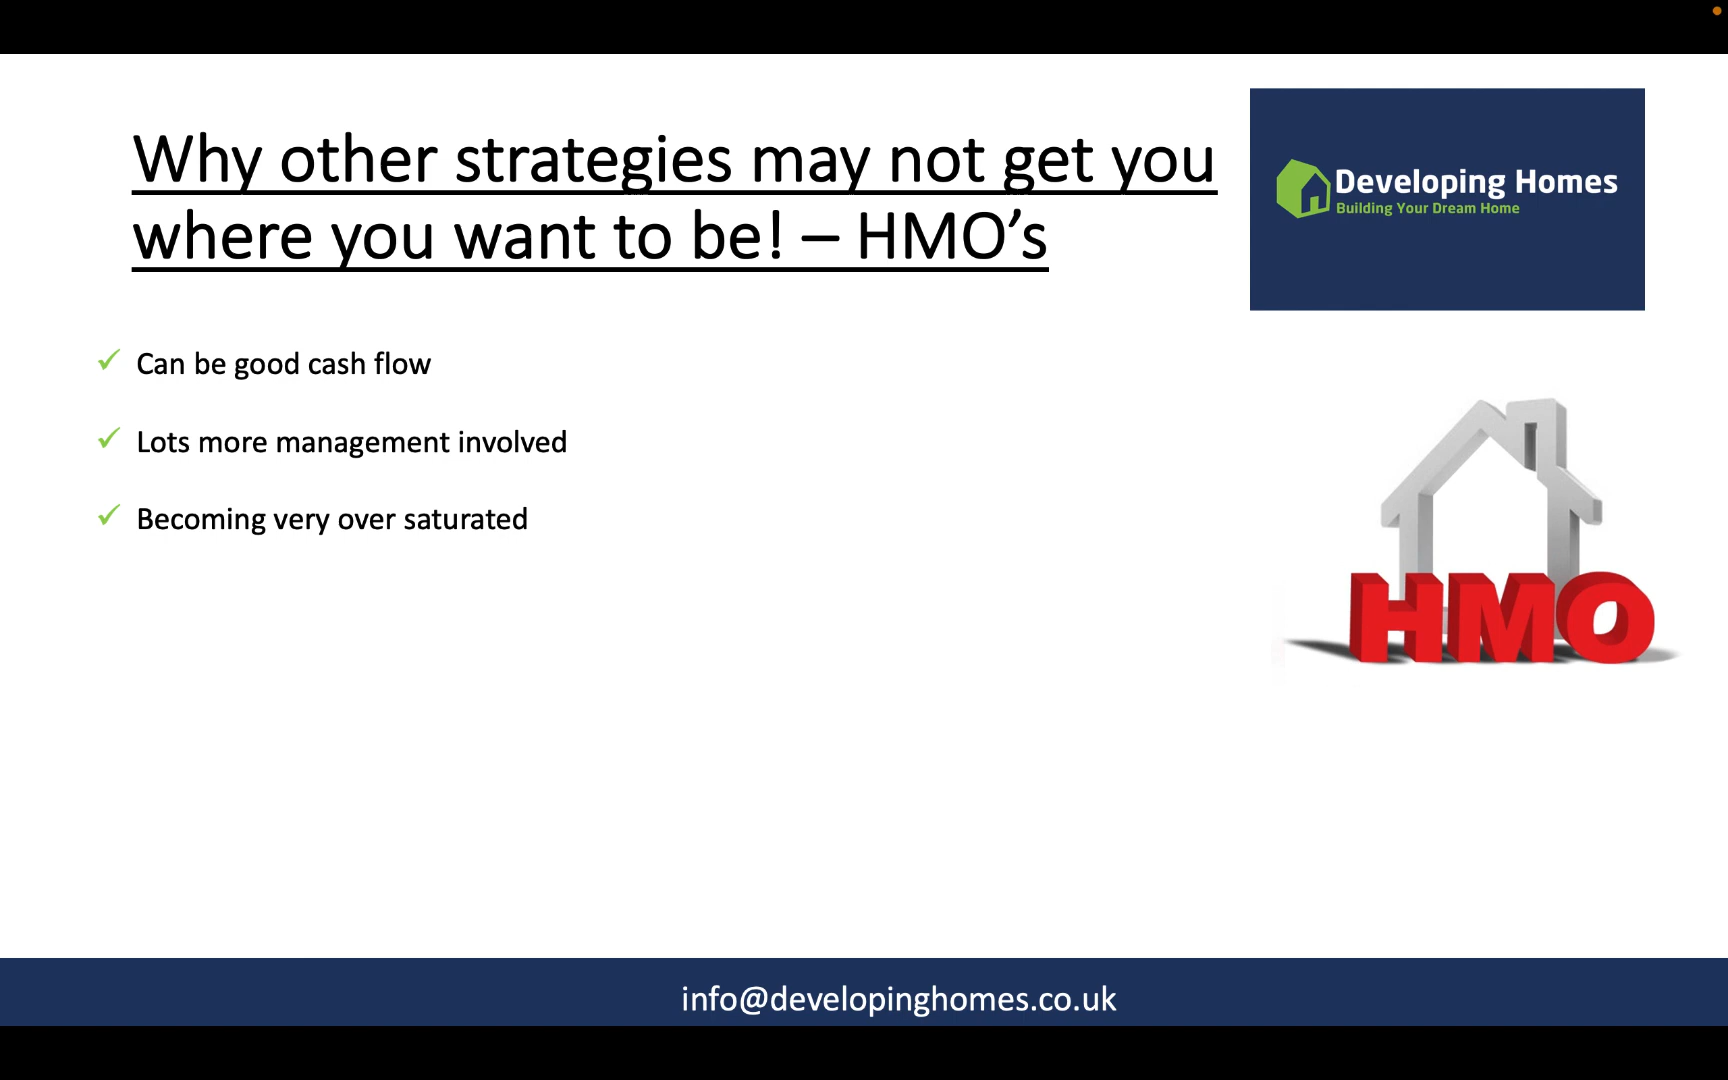 Why other strategies may not get you
where you want to be! – HMO’s
Developing Homes
Building Your Dream Home
Can be good cash flow
Lots more management involved
Becoming very over saturated
HMO
info@developinghomes.co.uk